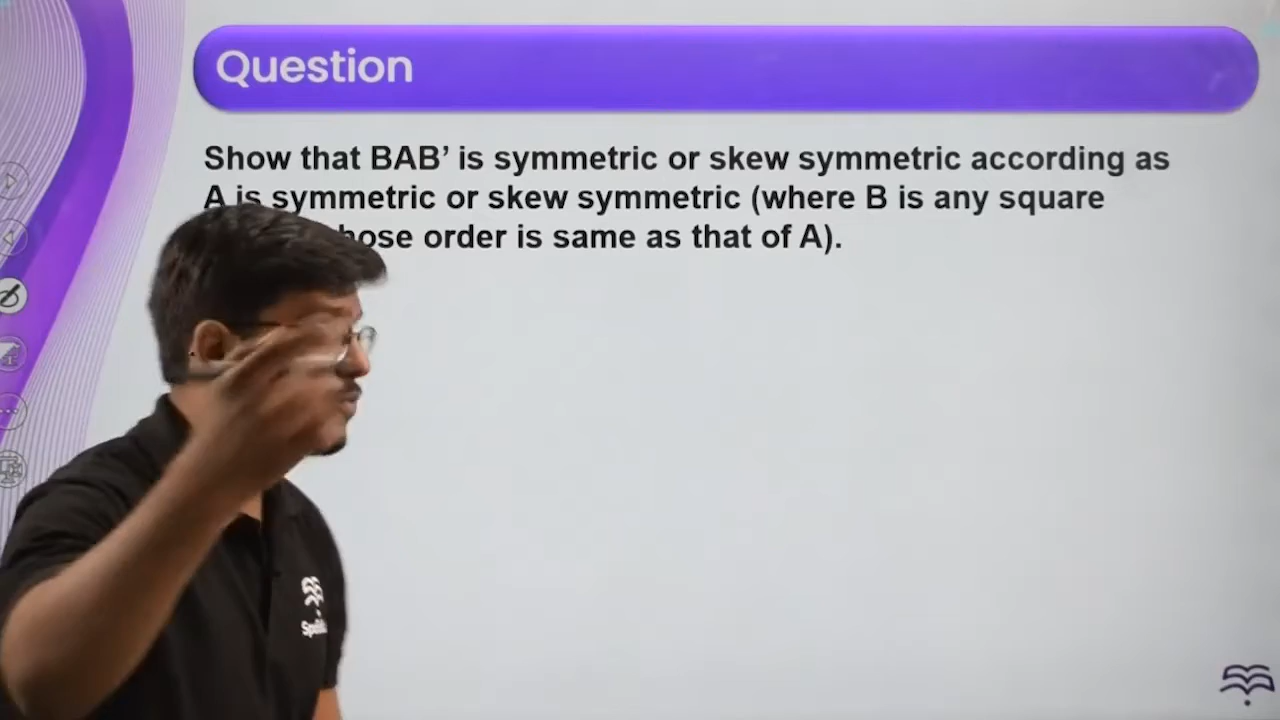 Question
Show that BAB’ is symmetric or skew symmetric according as
A is symmetric or skew symmetric (where B is any square
hose order is same as that of A).